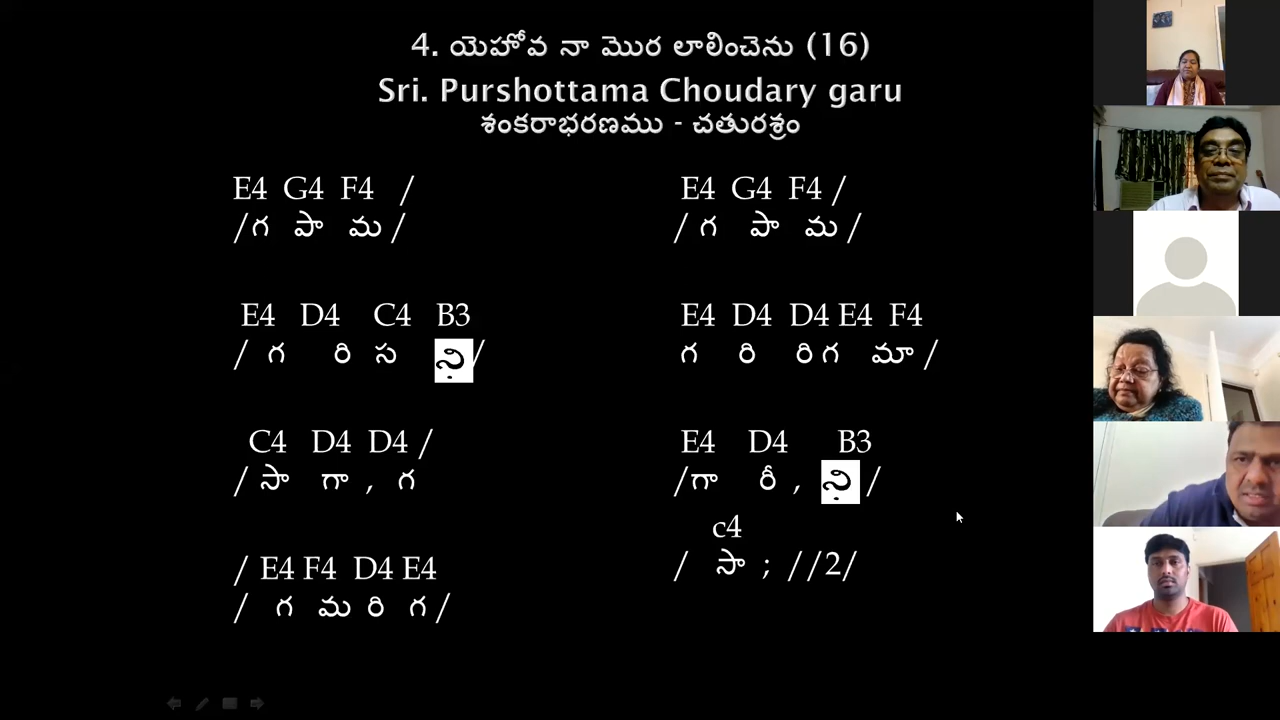 4. యెహోవ నా మొర లాలించెను (16)
Sri. Purshottama Choudary garu
శంకరాభరణము - చతురశ్రం
E4 G4 F4 /
/గ పా మ /
E4 D4 C4 B3
/ గ రి స ని̣ /
C4 D4 D4 /
/ సా గా , గ
/ E4 F4 D4 E4
/ గ మ రి గ /
E4 G4 F4 /
/ గ పా మ /
E4 D4 D4 E4 F4
గ రి రి గ మా /
E4 D4 B3
/గా రీ , ని̣ /
c4
/ సా ; //2/